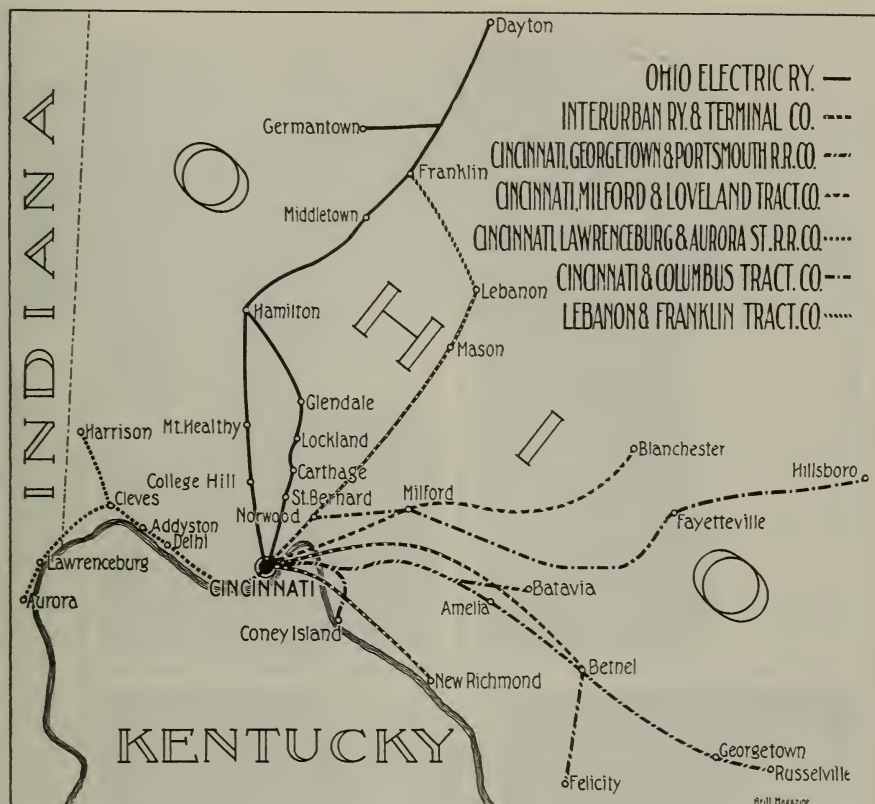 Dayton
OHIO ELECTRIC RY.
INTERURBAN RY. & TERMINAL CO.
CINCINNATI, GEORGETOWN & PORTSMOUTH R.R. CO.
CINCINNATI, MILFORD & LOVELAND TRACT. CO.
CINCINNATI, LAWRENCEBURG & AURORA ST. R.R. CO.
CINCINNATI & COLUMBUS TRACT. CO.
LEBANON & FRANKLIN TRACT. CO.
INDIANA
OHIO
Germantown
Franklin
Middletown
Lebanon
Hamilton
Mason
Glendale
Mt. Healthy
Lockland
Harrison
Blanchester
Carthage
College Hill
Hillsboro
St. Bernard
Milford
Cleves
Norwood
Fayetteville
Addyston
Delhi
Lawrenceburg
CINCINNATI
Batavia
Aurora
Amelia
Coney Island
Betnel
New Richmond
KENTUCKY
Georgetown
Russelville
Felicity
Brill Magazine